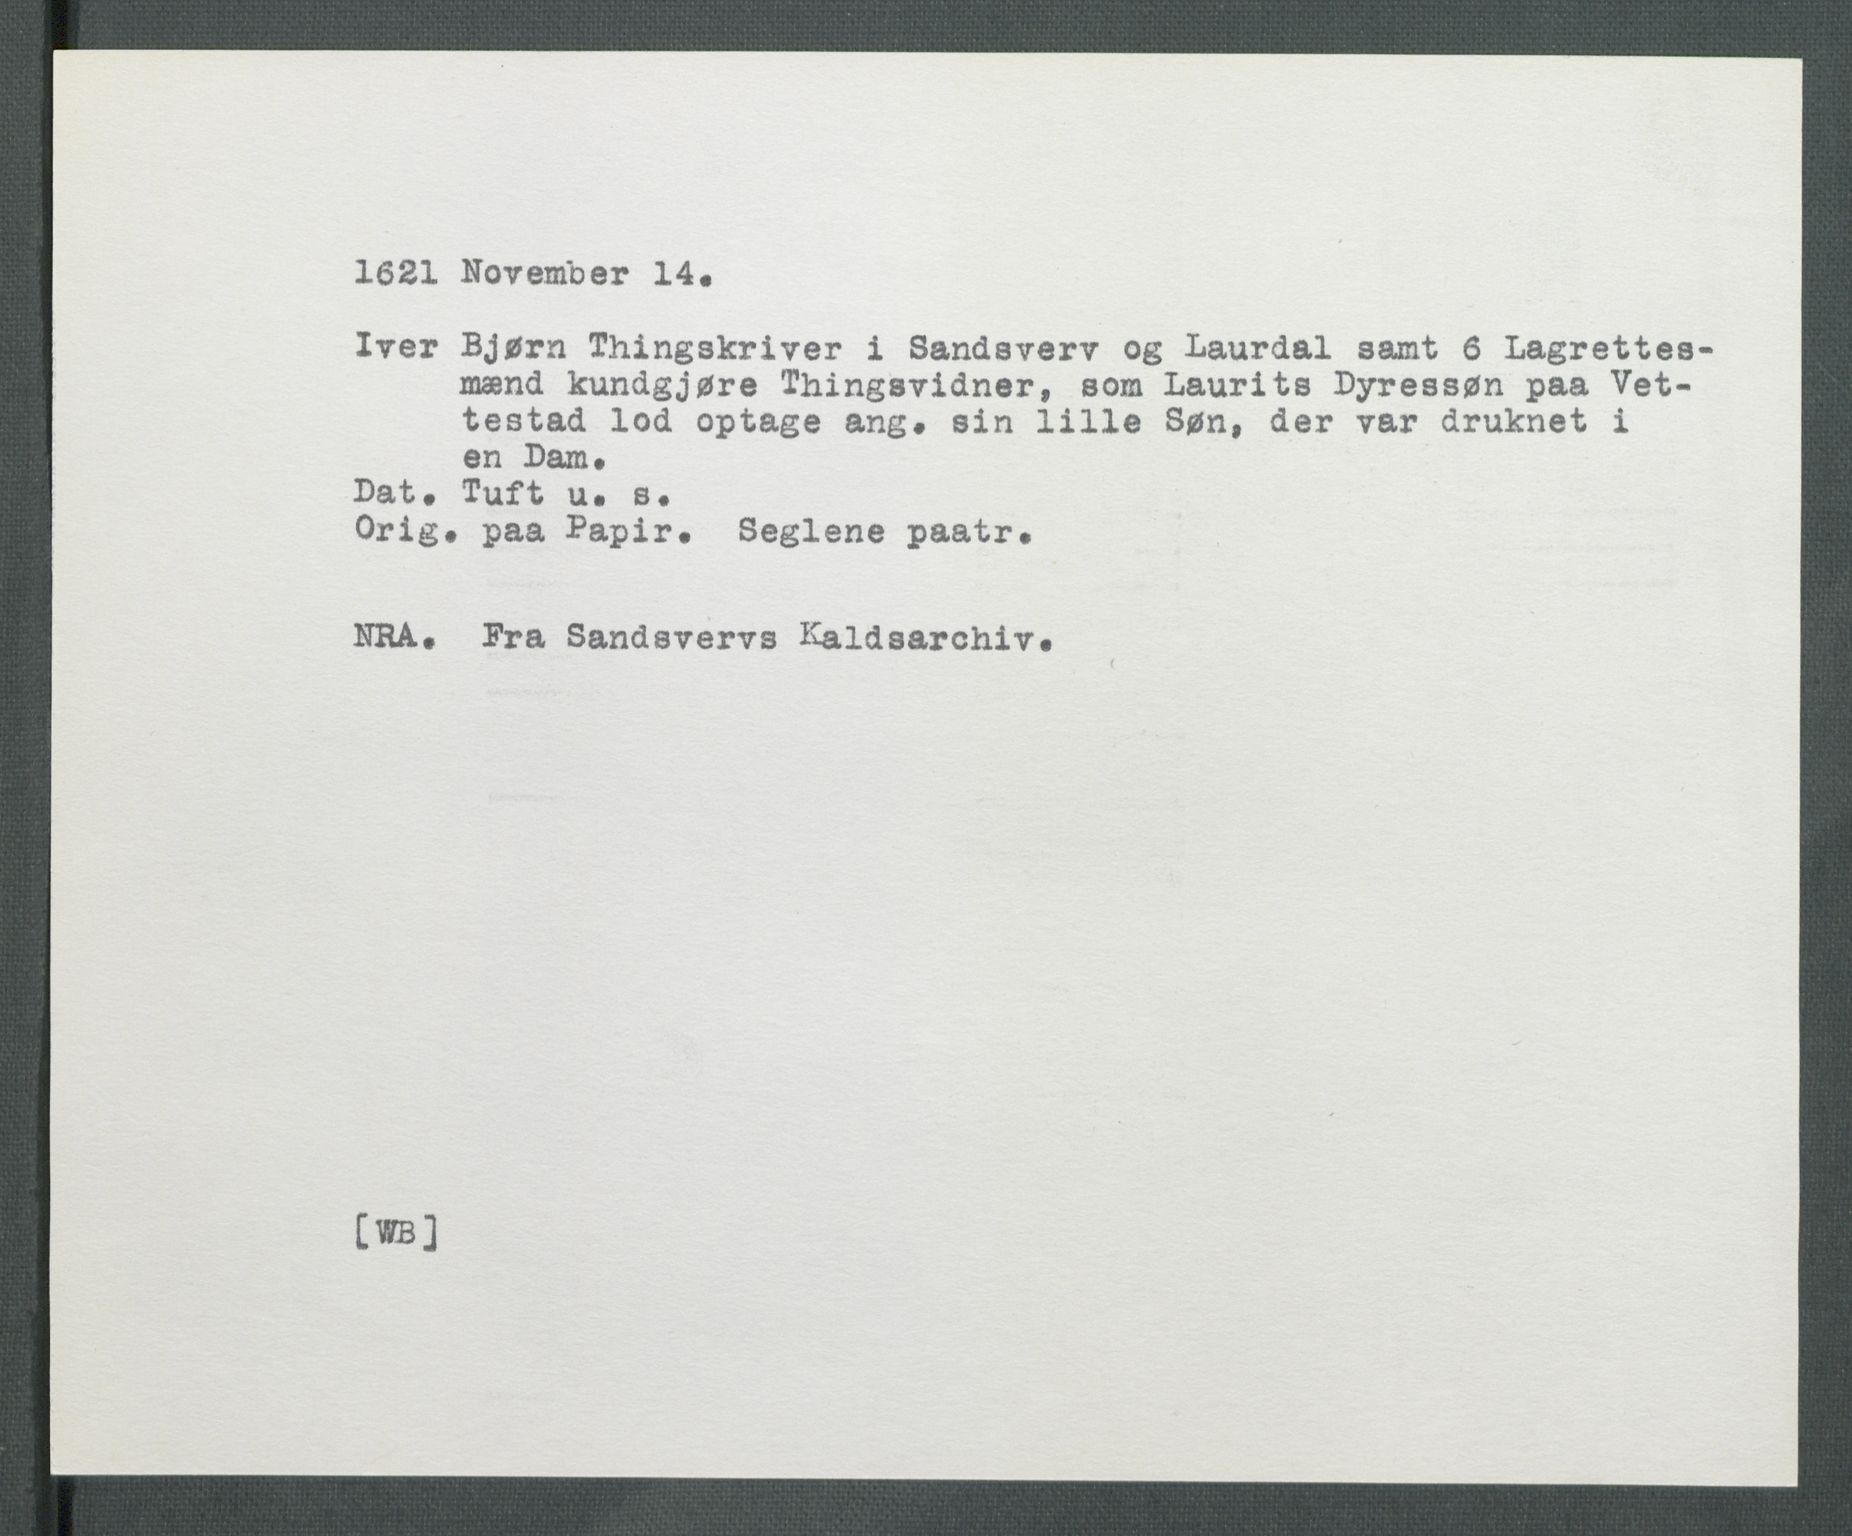 1621 November 14.
Iver Bjørn Thingskriver i Sandsverv og Laurdal samt 6 Lagrettes-
mænd kundgjøre Thingsvidner, som Laurits Dyressøn paa Vet-
testad lod optage ang. sin lille Søn, der var druknet i
en Dam.
Dat. Tuft u. s.
Orig. paa Papir. Seglene paatr.
NRA. Fra Sandsvervs Kaldsarchiv.
[WB]